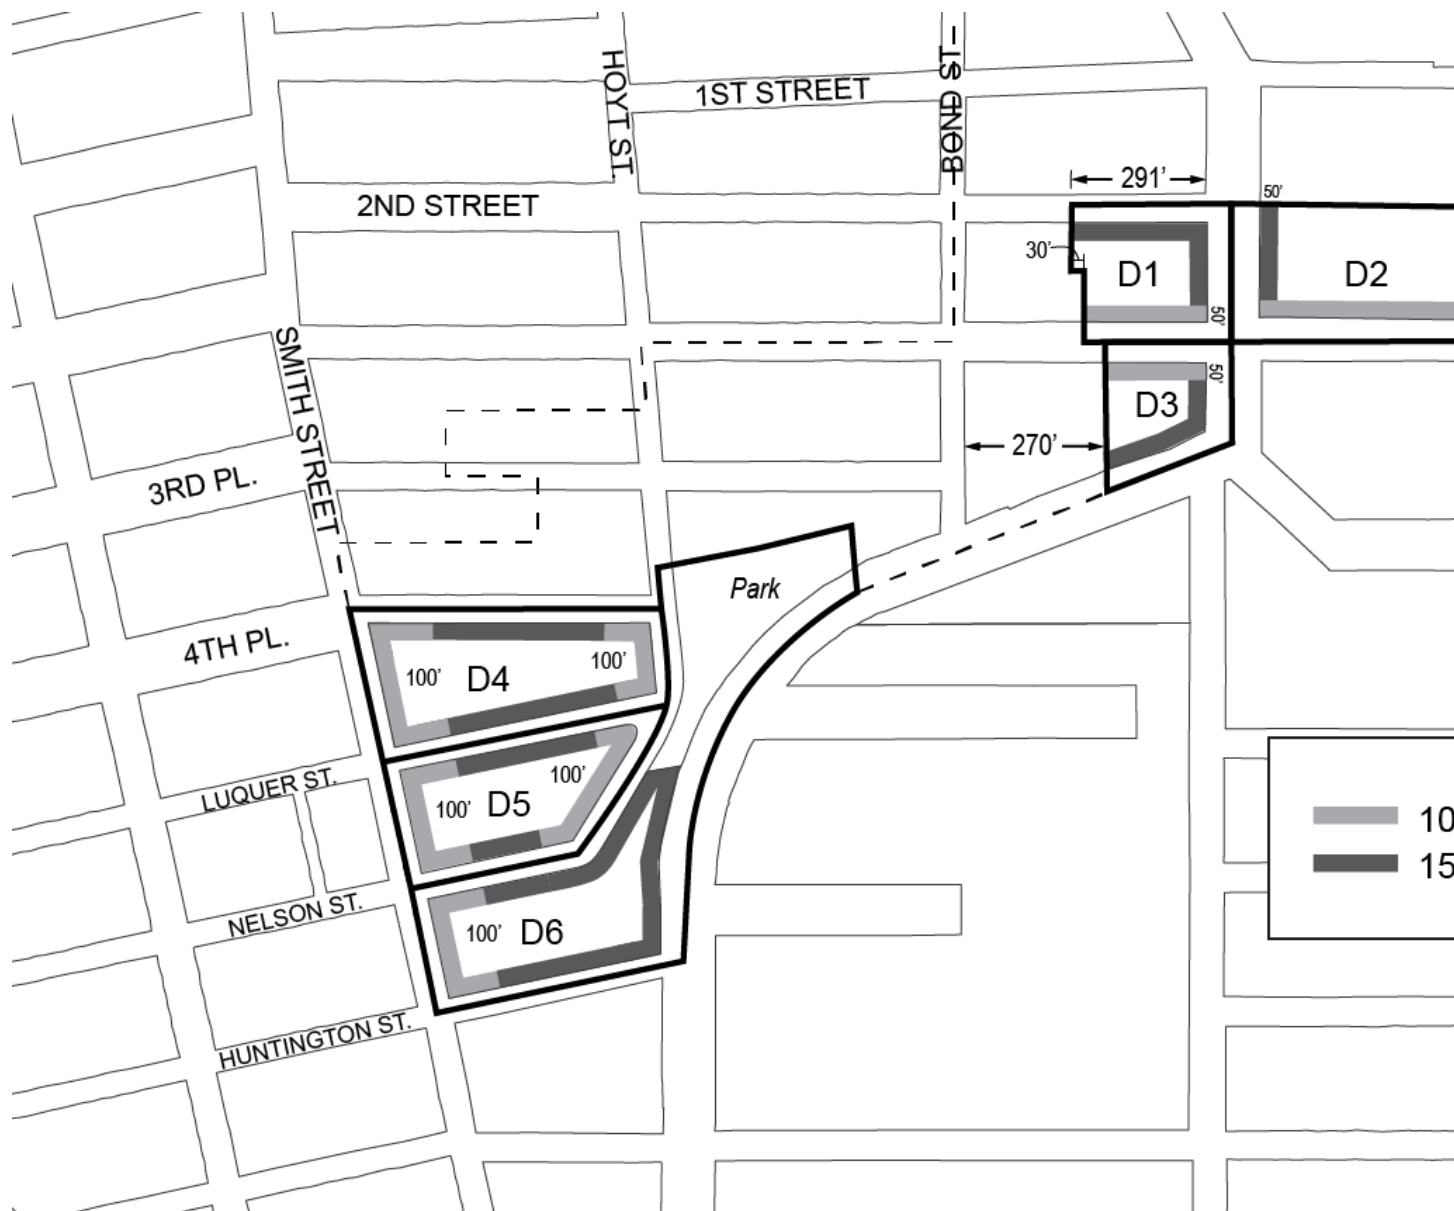 HOYT ST.
1ST STREET
BOND ST.
2ND STREET
291'
50'
30'
D1
D2
50'
SMITH STREET
50'
D3
270'
3RD PL.
Park
4TH PL.
100'
D4
100'
LUQUER ST.
100'
D5
100'
10
15
NELSON ST.
100'
D6
HUNTINGTON ST.